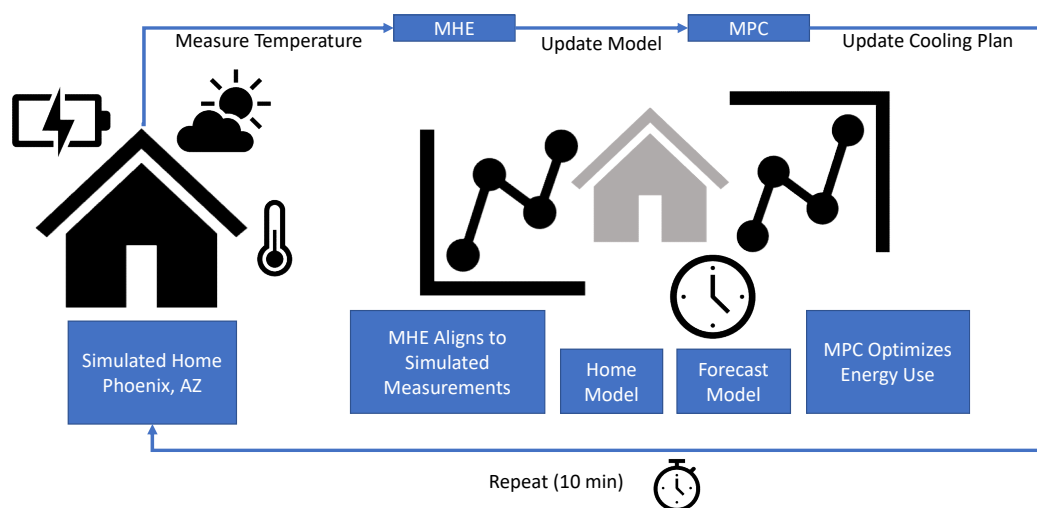 Measure Temperature
MHE
Update Model
MPC
Update Cooling Plan
Simulated Home
Phoenix, AZ
MHE Aligns to
Simulated
Measurements
Home
Model
Forecast
Model
MPC Optimizes
Energy Use
Repeat (10 min)